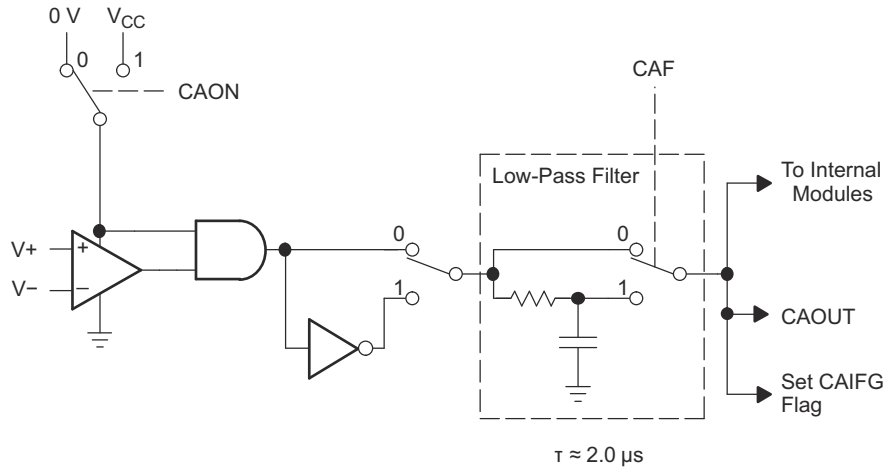 0 V
VCC
0
1
CAON
CAF
Low-Pass Filter
To Internal
Modules
V+
+
V−
−
0
1
0
1
CAOUT
Set CAIFG
Flag
τ ≈ 2.0 µs